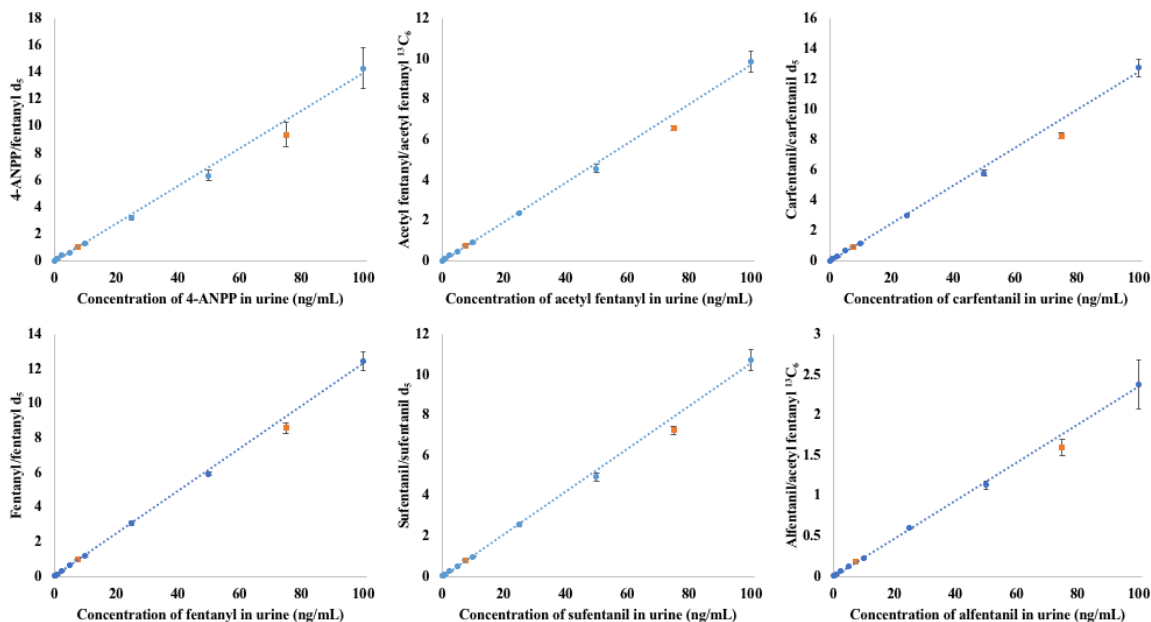 18
16
14
12
10
8
6
4
2
0
4-ANPP/fentanyl d5
0 20 40 60 80 100
Concentration of 4-ANPP in urine (ng/mL)
12
10
8
6
4
2
0
Acetyl fentanyl/acetyl fentanyl 13C6
0 20 40 60 80 100
Concentration of acetyl fentanyl in urine (ng/mL)
16
14
12
10
8
6
4
2
0
Carfentanil/carfentanil d5
0 20 40 60 80 100
Concentration of carfentanil in urine (ng/mL)
14
12
10
8
6
4
2
0
Fentanyl/fentanyl d5
0 20 40 60 80 100
Concentration of fentanyl in urine (ng/mL)
12
10
8
6
4
2
0
Sufentanil/sufentanil d5
0 20 40 60 80 100
Concentration of sufentanil in urine (ng/mL)
3
2.5
2
1.5
1
0.5
0
Alfentanil/acetyl fentanyl 13C6
0 20 40 60 80 100
Concentration of alfentanil in urine (ng/mL)